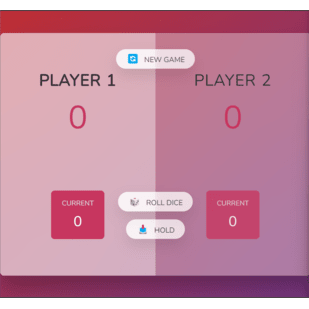 NEW GAME
PLAYER 1
PLAYER 2
0
0
CURRENT
0
ROLL DICE
HOLD
CURRENT
0